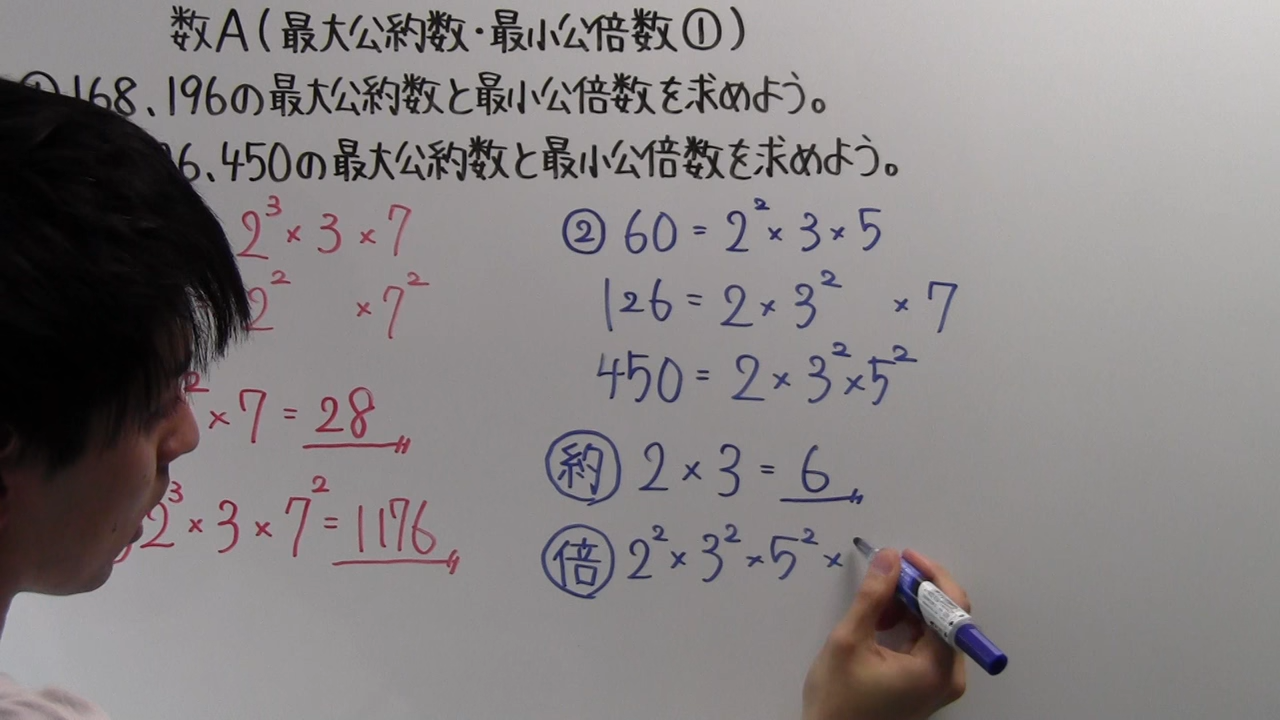 数A(最大公約数・最小公倍数①)
①168、196の最大公約数と最小公倍数を求めよう。
6、450の最大公約数と最小公倍数を求めよう。
2³×3×7
2² ×7²
²×7=28
2³×3×7²=1176
②60=2²×3×5
126=2×3² ×7
450=2×3²×5²
約 2×3=6
倍 2²×3²×5²×